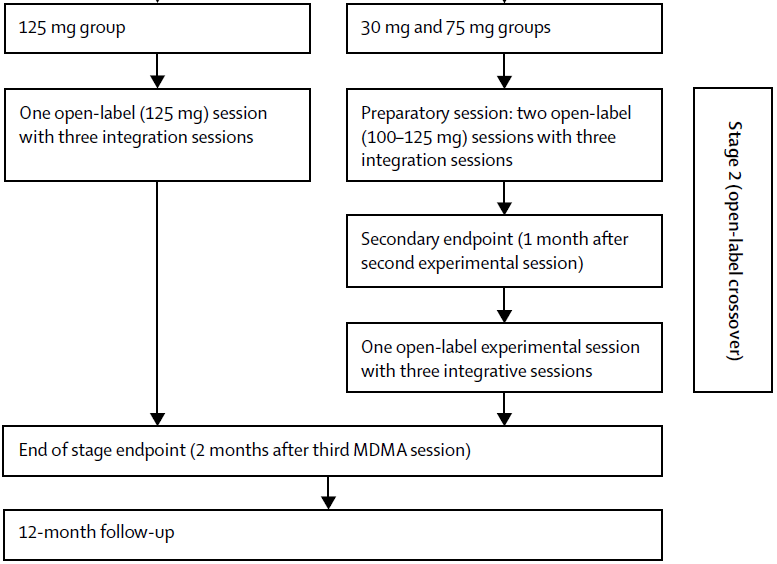 125 mg group
30 mg and 75 mg groups
One open-label (125 mg) session
with three integration sessions
Preparatory session: two open-label
(100–125 mg) sessions with three
integration sessions
Secondary endpoint (1 month after
second experimental session)
One open-label experimental session
with three integrative sessions
Stage 2 (open-label
crossover)
End of stage endpoint (2 months after third MDMA session)
12-month follow-up